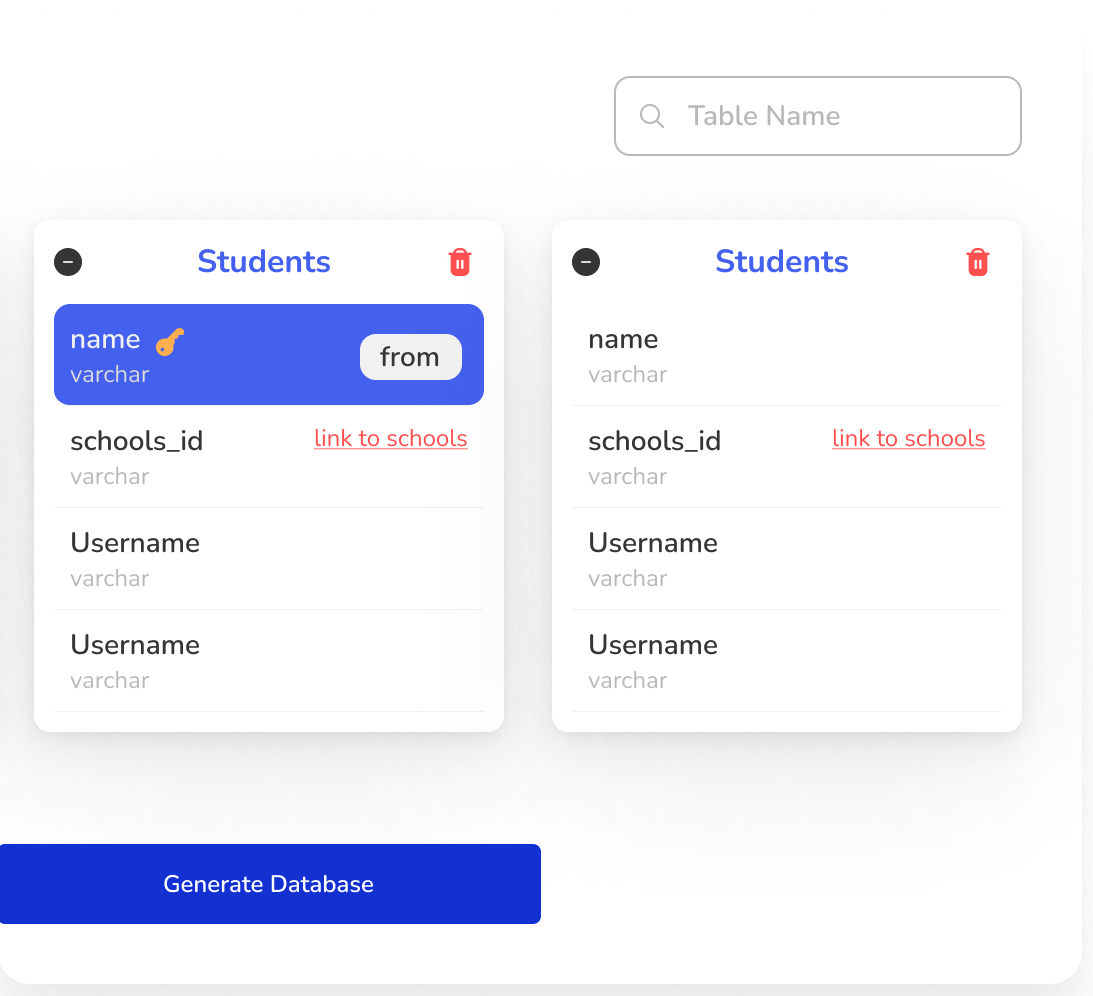 Table Name
Students
name
from
varchar
schools_id
link to schools
varchar
Username
varchar
Username
varchar
Students
name
varchar
schools_id
link to schools
varchar
Username
varchar
Username
varchar
Generate Database